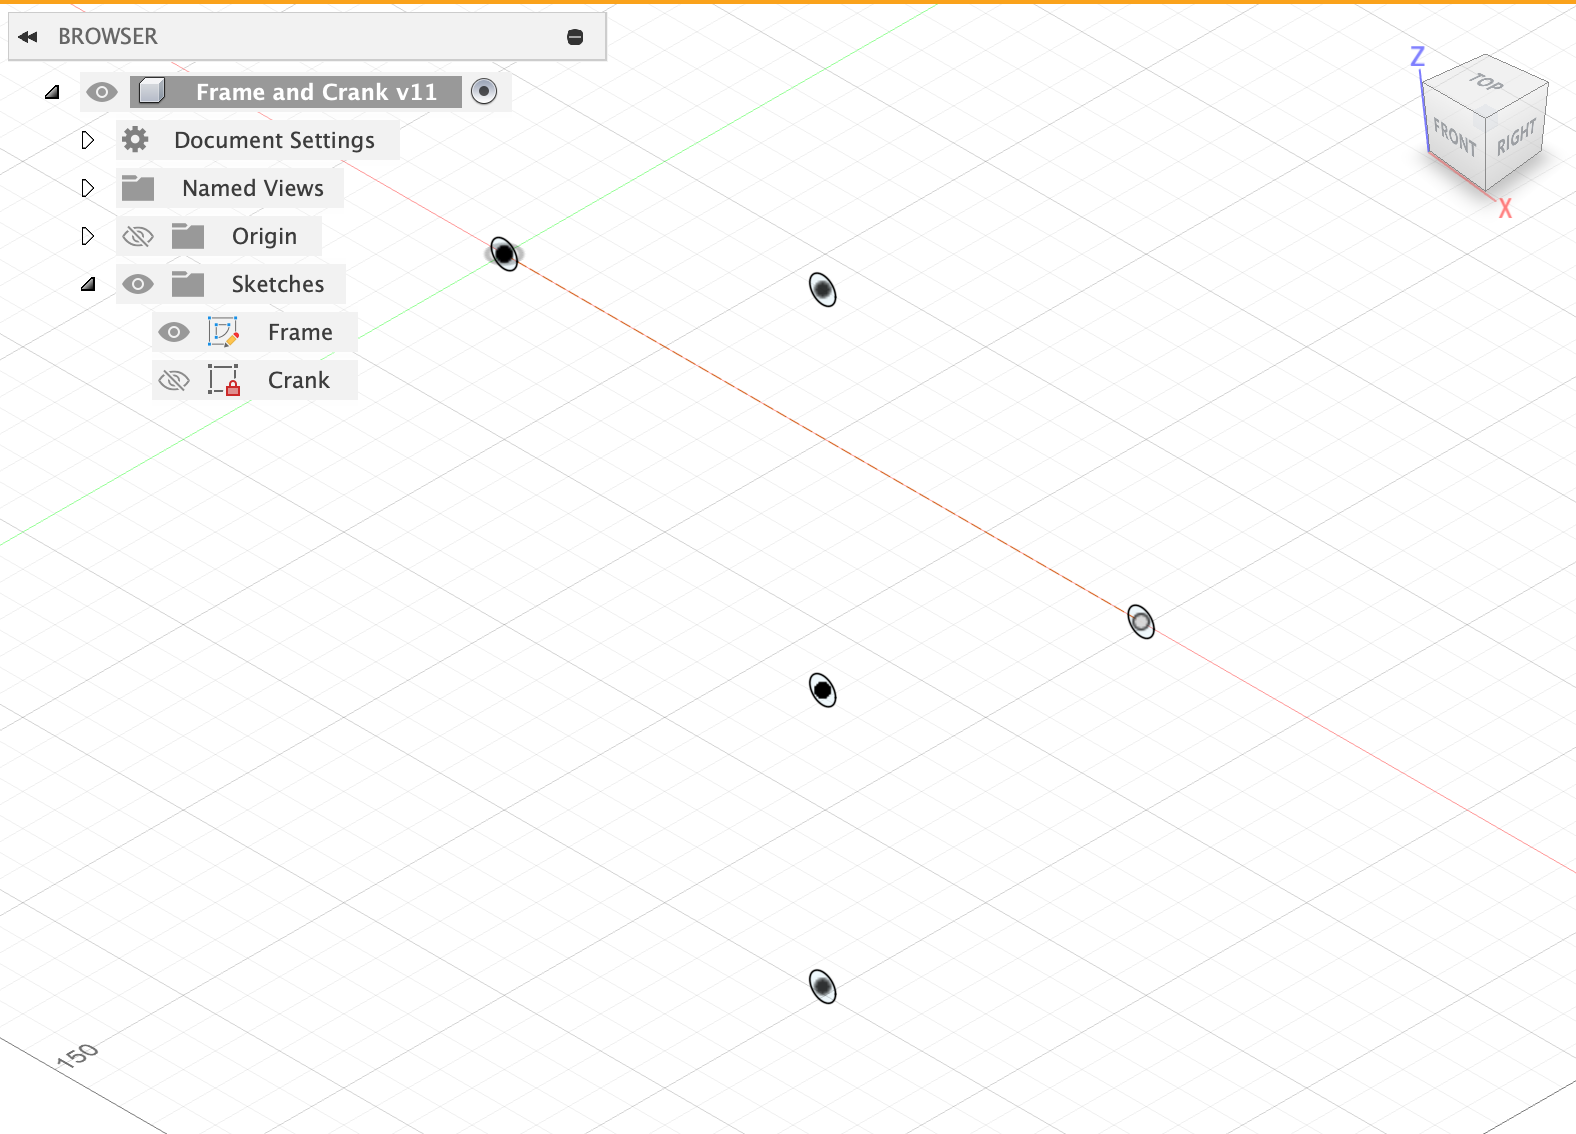 BROWSER
Frame and Crank v11
Document Settings
Named Views
Origin
Sketches
Frame
Crank
Z
TOP
FRONT
RIGHT
X
150